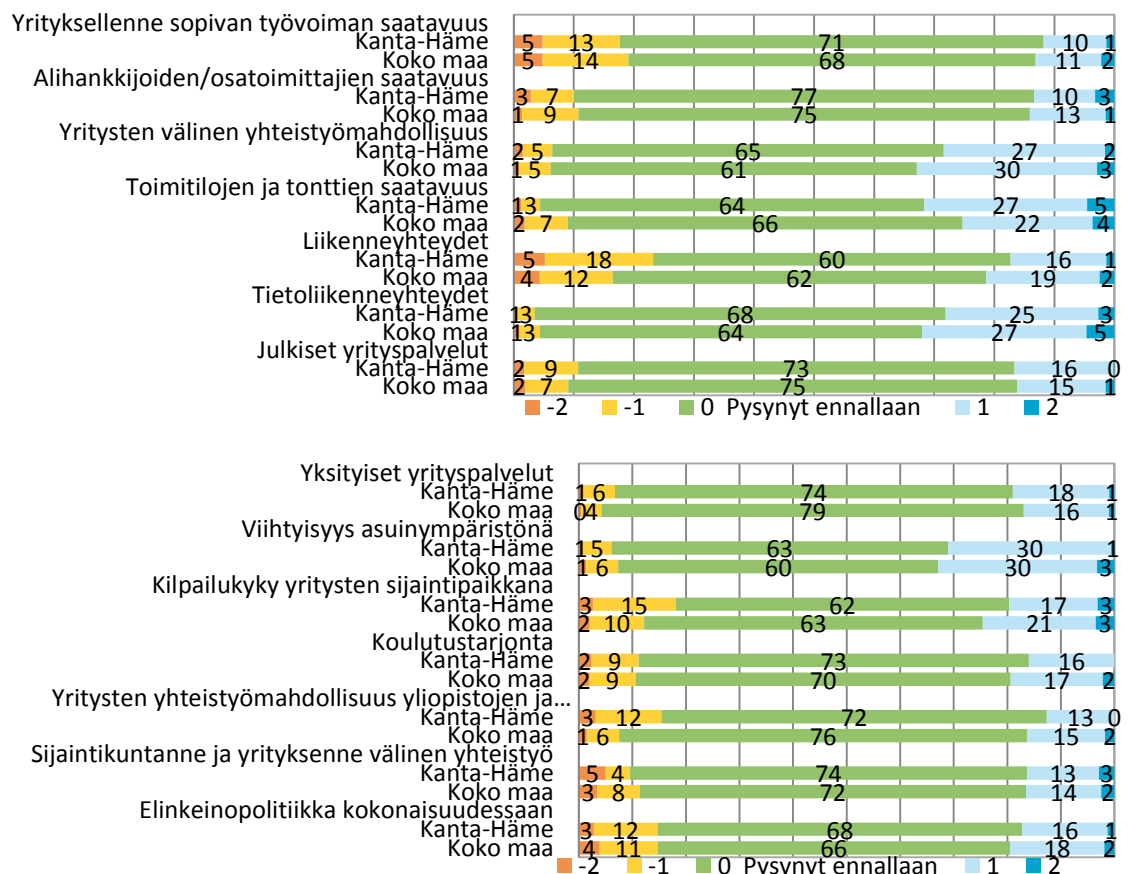 Yrityksellenne sopivan työvoiman saatavuus
Kanta-Häme 5 13 71 10 1
Koko maa 5 14 68 11 2
Alihankkijoiden/osatoimittajien saatavuus
Kanta-Häme 3 7 77 10 3
Koko maa 1 9 75 13 1
Yritysten välinen yhteistyömahdollisuus
Kanta-Häme 2 5 65 27 2
Koko maa 1 5 61 30 3
Toimitilojen ja tonttien saatavuus
Kanta-Häme 1 3 64 27 5
Koko maa 2 7 66 22 4
Liikenneyhteydet
Kanta-Häme 5 18 60 16 1
Koko maa 4 12 62 19 2
Tietoliikenneyhteydet
Kanta-Häme 1 3 68 25 3
Koko maa 1 3 64 27 5
Julkiset yrityspalvelut
Kanta-Häme 2 9 73 16 0
Koko maa 2 7 75 15 1
-2 -1 0 Pysynyt ennallaan 1 2
Yksityiset yrityspalvelut
Kanta-Häme 1 6 74 18 1
Koko maa 0 4 79 16 1
Viihtyisyys asuinympäristönä
Kanta-Häme 1 5 63 30 1
Koko maa 1 6 60 30 3
Kilpailukyky yritysten sijaintipaikkana
Kanta-Häme 3 15 62 17 3
Koko maa 2 10 63 21 3
Koulutustarjonta
Kanta-Häme 2 9 73 16
Koko maa 2 9 70 17 2
Yritysten yhteistyömahdollisuus yliopistojen ja…
Kanta-Häme 3 12 72 13 0
Koko maa 1 6 76 15 2
Sijaintikuntanne ja yrityksenne välinen yhteistyö
Kanta-Häme 5 4 74 13 3
Koko maa 3 8 72 14 2
Elinkeinopolitiikka kokonaisuudessaan
Kanta-Häme 3 12 68 16 1
Koko maa 4 11 66 18 2
-2 -1 0 Pysynyt ennallaan 1 2